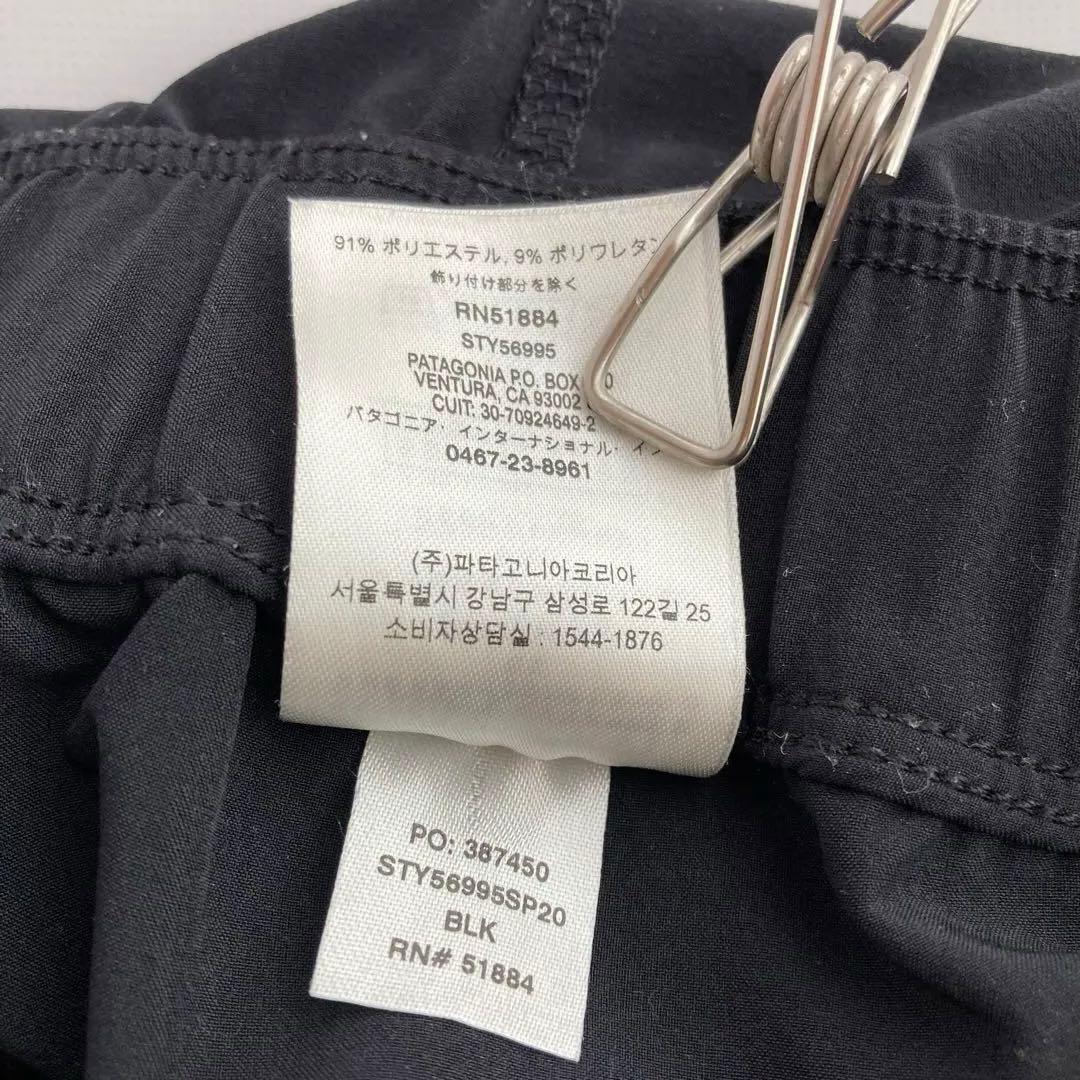 91% ポリエステル, 9% ポリウレタン
飾り付け部分を除く
RN51884
STY56995
PATAGONIA P.O. BOX
VENTURA, CA 93002
CUIT: 30-70924649-2
パタゴニア・インターナショナル・
0467-23-8961
(주)파타고니아코리아
서울특별시 강남구 삼성로 122길 25
소비자상담실 : 1544-1876
PO: 387450
STY56995SP20
BLK
RN# 51884